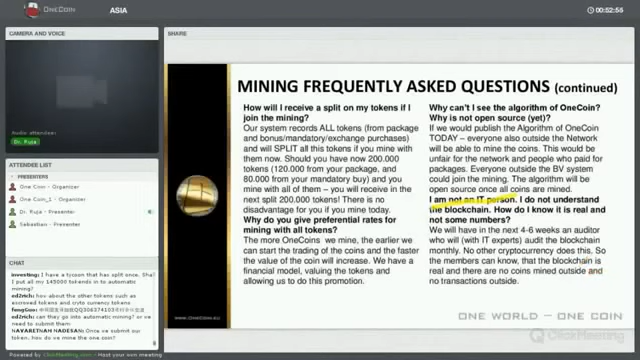 ONECOIN
ASIA
00:52:55
CAMERA AND VOICE
Audio attendee:
Dr. Ruja
ATTENDEE LIST
PRESENTERS
One Coin - Organizer
One Coin_1 - Organizer
Dr. Ruja - Presenter
Sebastian - Presenter
CHAT
investing: I have a tycoon that has split once. Shal
I put all my 145000 tokens in to automatic
mining?
ed2rich: how about the other tokens such as
escrowed tokens and cryto currency tokens
ed2rich: can they go into automatic mining? or
we need to submit them
NAVARETNAM NADESAN: Once we submit our
token, how do we mine the one coin?
Powered by ClickMeeting.com - Host your own meeting
SHARE
MINING FREQUENTLY ASKED QUESTIONS (continued)
How will I receive a split on my tokens if I
join the mining?
Our system records ALL tokens (from package
and bonus/mandatory/exchange purchases)
and will SPLIT all this tokens if you mine
with them now. Should you have now 200.000
tokens (120.000 from your package, and
80.000 from your mandatory buy) and you mine
with all of them – you will receive in the
next split 200.000 tokens! There is no
disadvantage for you if you mine today.
Why do you give preferential rates for
mining with all tokens?
The more OneCoins we mine, the earlier we
can start the trading of coins and the faster
the value of the coin will increase. We have a
financial model, valuing the tokens and
allowing us to do this promotion.
Why can't I see the algorithm of OneCoin?
Why is not open source (yet)?
If we would publish the Algorithm of OneCoin
TODAY – everyone also outside the Network
will be able to mine the coins. This would be
unfair for the network and people who paid for
packages. Everyone outside the BV system
could join the mining. The algorithm will be
open source once all coins are mined.
I am not an IT person. I do not understand
the blockchain. How do I know it is real and
not some numbers?
We will have in the next 4-6 weeks an auditor
who will (with IT experts) audit the blockchain
monthly. No other cryptocurrency does this. So
the members can know, that the blockchain is
real and there are no coins mined outside and
no transactions outside.
WWW.ONECOIN.EU
ONE WORLD – ONE COIN
ClickMeeting